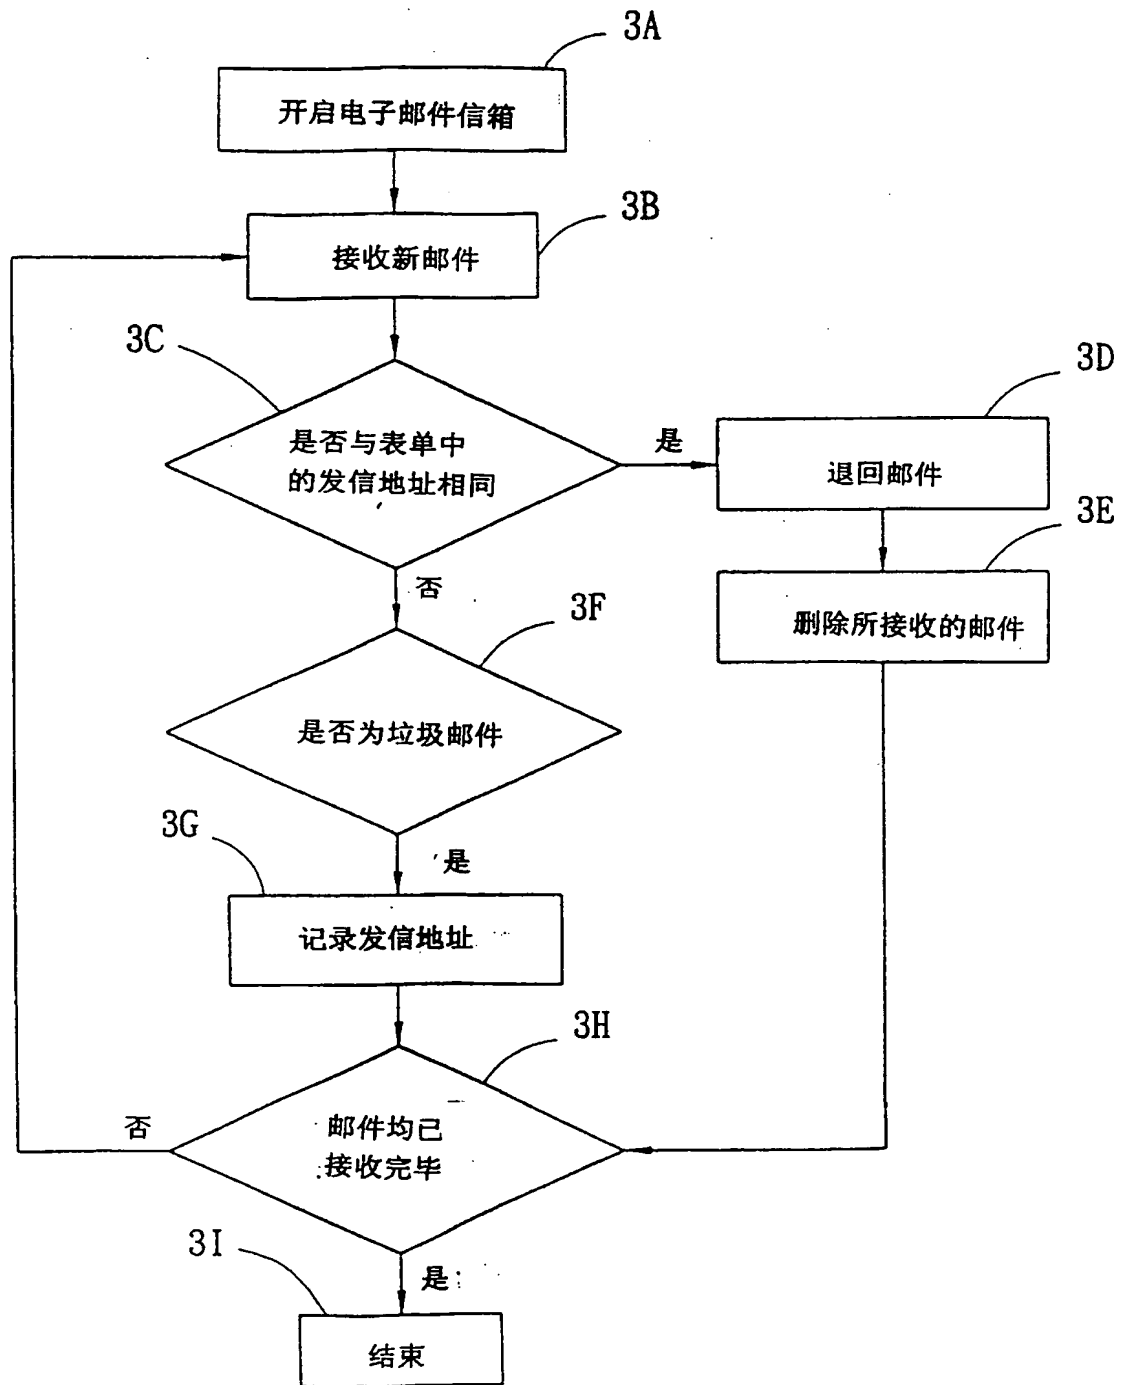 3A
开启电子邮件信箱
3B
接收新邮件
3C
是否与表单中
的发信地址相同
是
3D
退回邮件
3E
删除所接收的邮件
否
3F
是否为垃圾邮件
是
3G
记录发信地址
3H
邮件均已
接收完毕
否
是
3I
结束